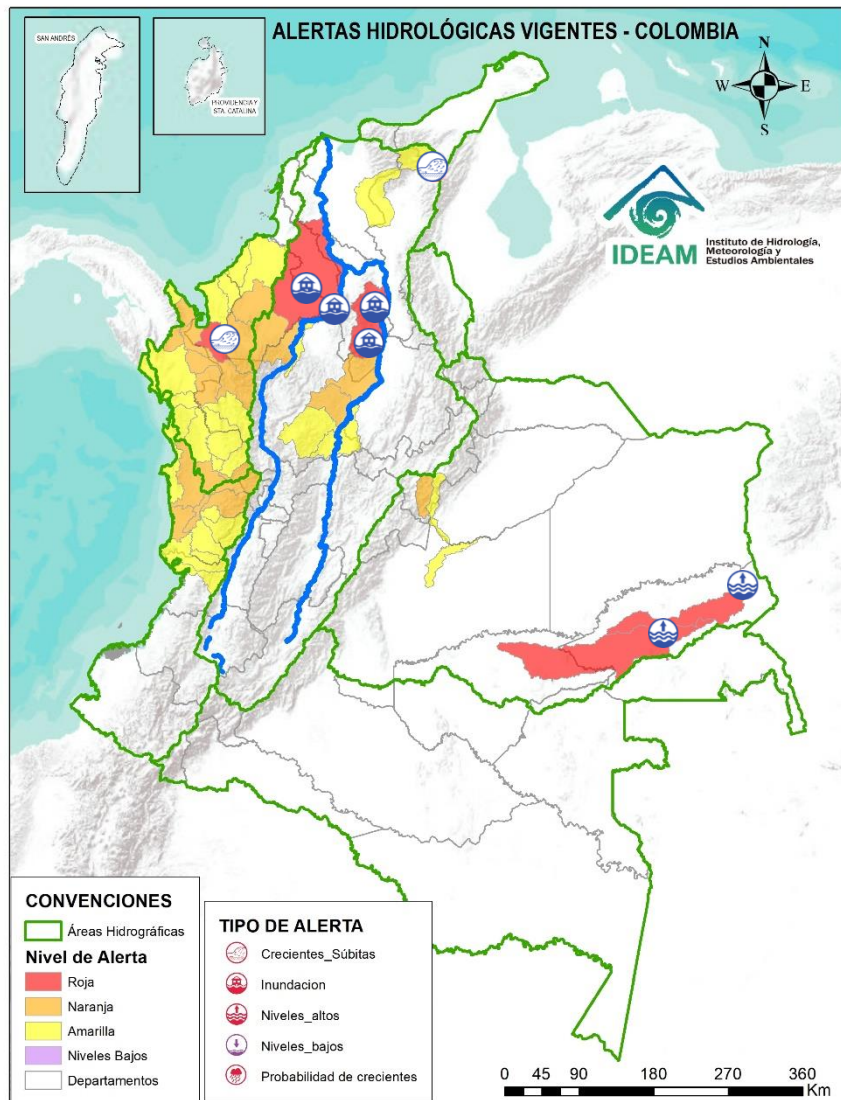 ALERTAS HIDROLÓGICAS VIGENTES - COLOMBIA
SAN ANDRÉS
PROVIDENCIA Y
STA. CATALINA
N
W
E
S
IDEAM
Instituto de Hidrología,
Meteorología y
Estudios Ambientales
CONVENCIONES
Áreas Hidrográficas
Nivel de Alerta
Roja
Naranja
Amarilla
Niveles Bajos
Departamentos
TIPO DE ALERTA
Crecientes_Súbitas
Inundacion
Niveles_altos
Niveles_bajos
Probabilidad de crecientes
0 45 90 180 270 360
Km